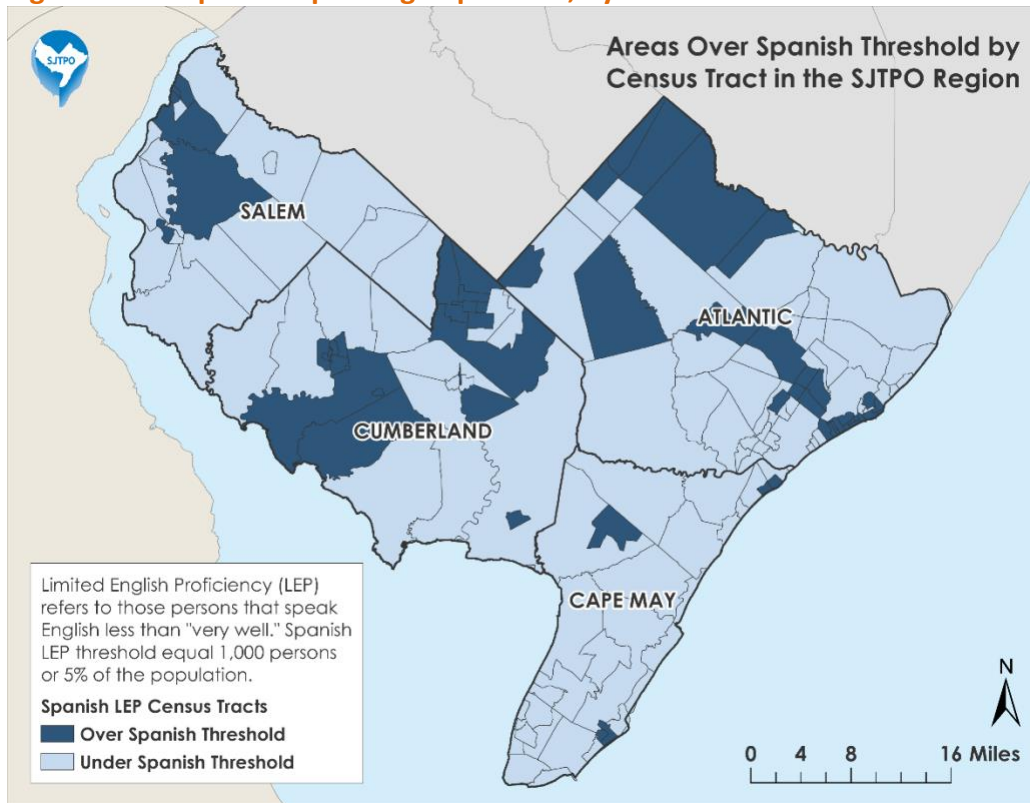 SJTPO
Areas Over Spanish Threshold by
Census Tract in the SJTPO Region
SALEM
ATLANTIC
CUMBERLAND
CAPE MAY
Limited English Proficiency (LEP)
refers to those persons that speak
English less than "very well." Spanish
LEP threshold equal 1,000 persons
or 5% of the population.
Spanish LEP Census Tracts
Over Spanish Threshold
Under Spanish Threshold
N
0 4 8 16 Miles